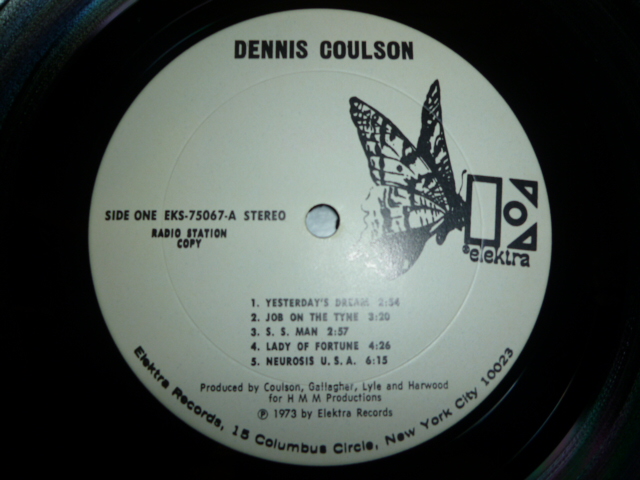 DENNIS COULSON
SIDE ONE EKS-75067-A STEREO
RADIO STATION
COPY
®elektra
1. YESTERDAY'S DREAM 2:54
2. JOB ON THE TYNE 3:20
3. S. S. MAN 2:57
4. LADY OF FORTUNE 4:26
5. NEUROSIS U.S.A. 6:15
Produced by Coulson, Gallagher, Lyle and Harwood
for H M M Productions
℗ 1973 by Elektra Records
Elektra Records, 15 Columbus Circle, New York City 10023